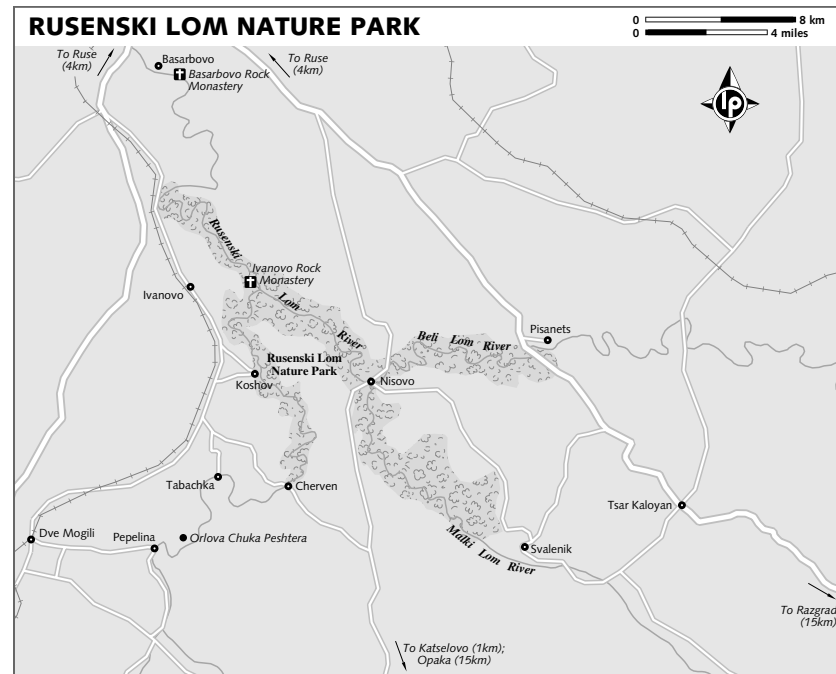 RUSENSKI LOM NATURE PARK
0 8 km
0 4 miles
To Ruse
(4km)
Basarbovo
Basarbovo Rock
Monastery
To Ruse
(4km)
lp
Rusenski
Ivanovo Rock
Monastery
Ivanovo
Lom
River
Beli Lom River
Pisanets
Rusenski Lom
Nature Park
Koshov
Nisovo
Tabachka
Cherven
Tsar Kaloyan
Dve Mogili
Pepelina
Orlova Chuka Peshtera
Malki Lom River
Svalenik
To Razgrad
(15km)
To Katselovo (1km);
Opaka (15km)